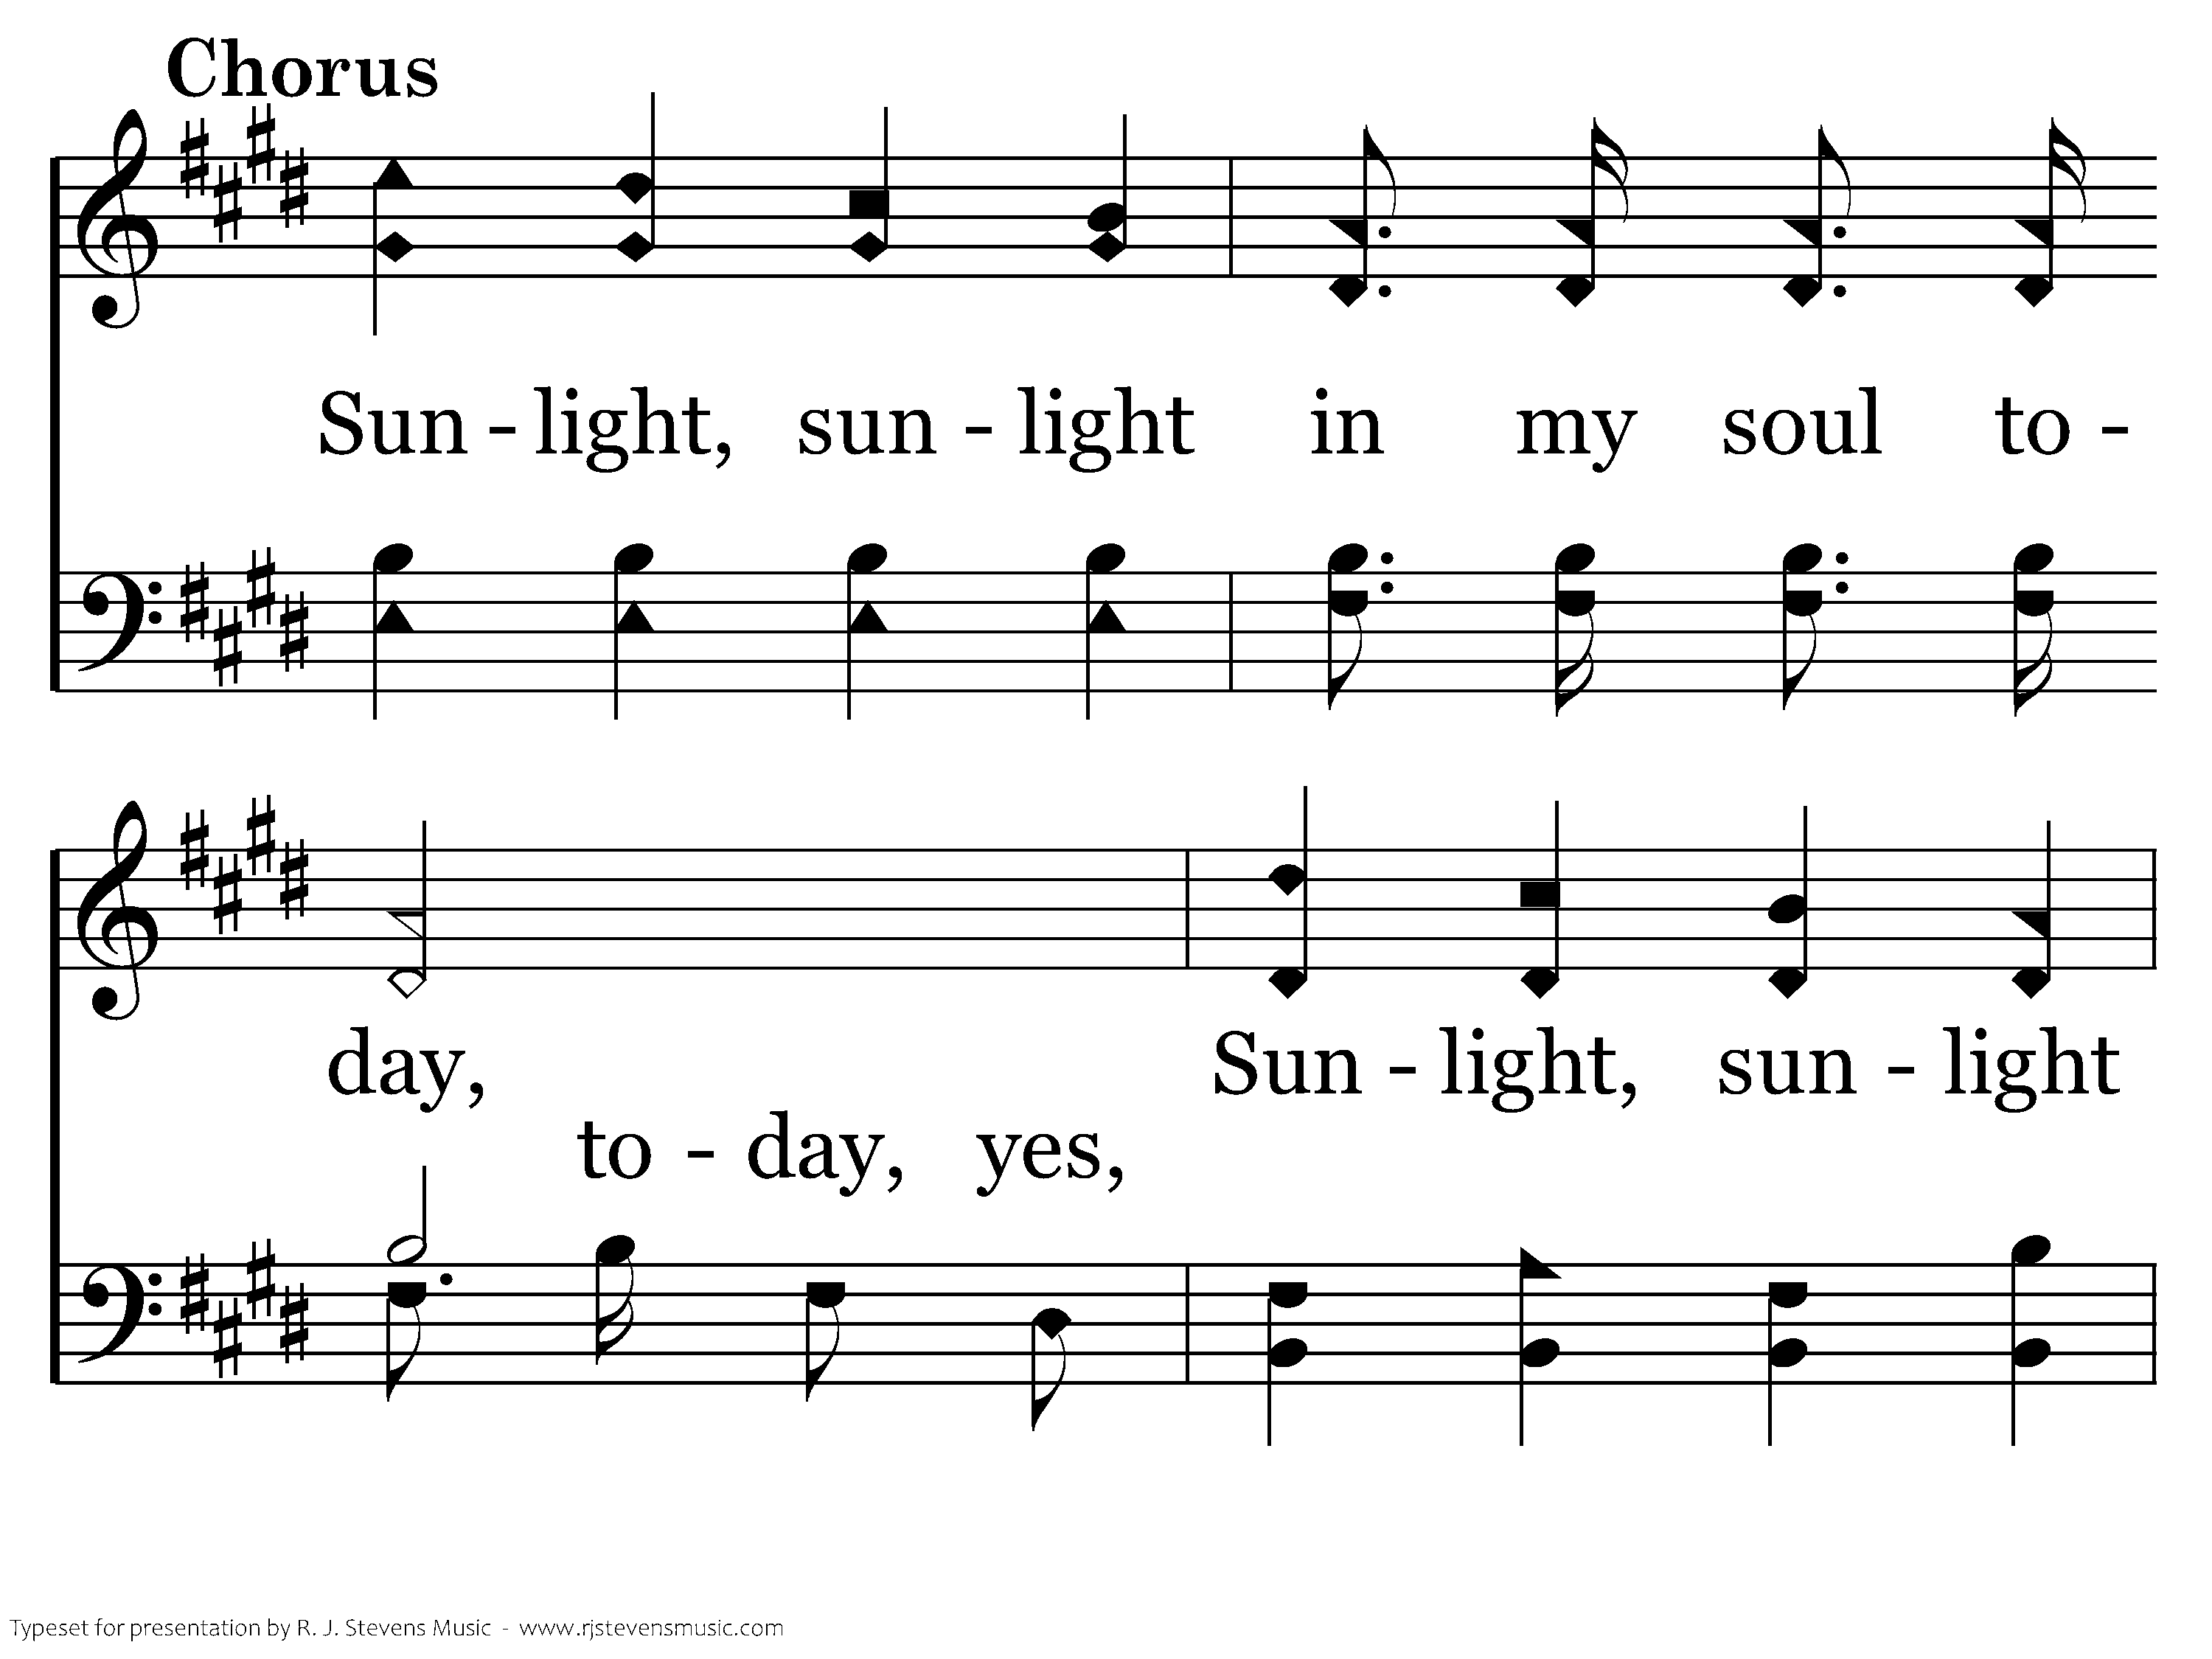 Chorus
Sun - light, sun - light in my soul to -
day, Sun - light, sun - light
to - day, yes,
Typeset for presentation by R. J. Stevens Music - www.rjstevensmusic.com